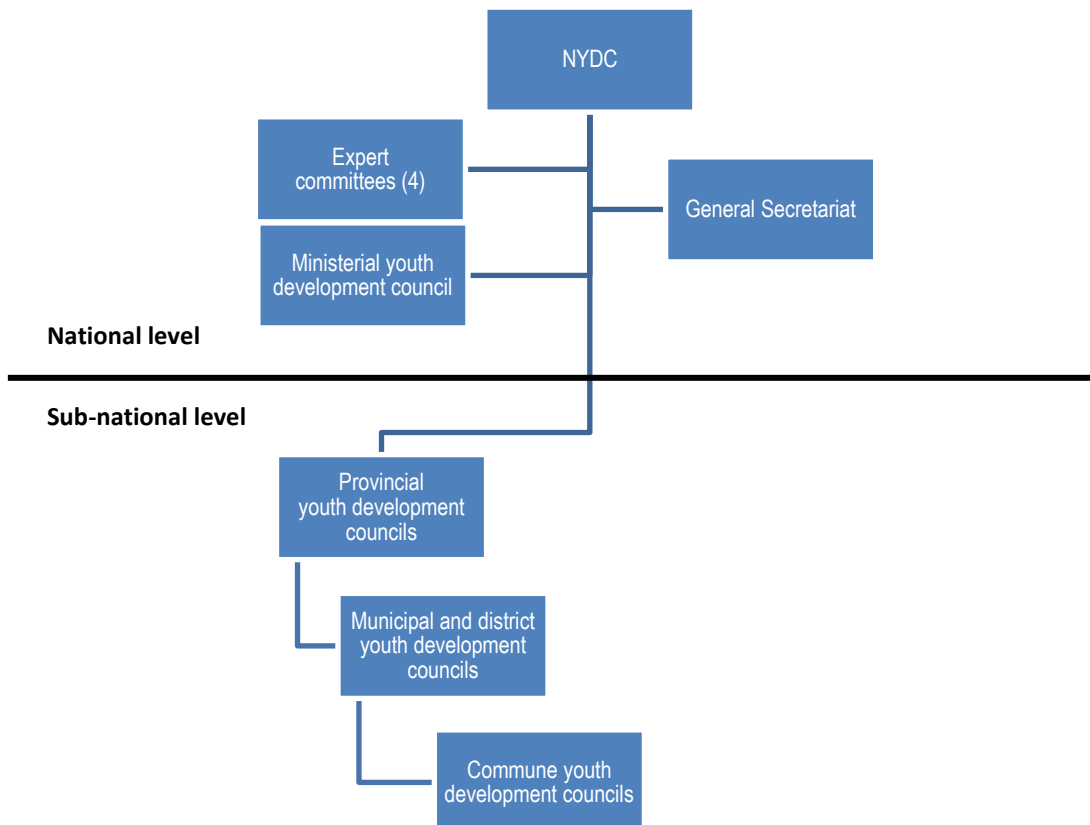 NYDC
Expert
committees (4)
General Secretariat
Ministerial youth
development council
National level
Sub-national level
Provincial
youth development
councils
Municipal and district
youth development
councils
Commune youth
development councils